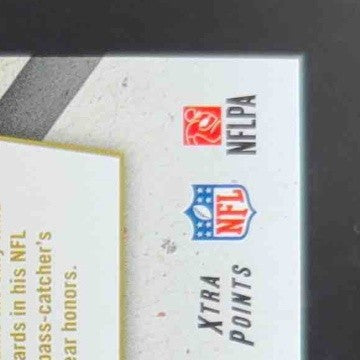 ards in his NFL
pass-catcher's
ear honors.
XTRA
POINTS
NFL
NFLPA